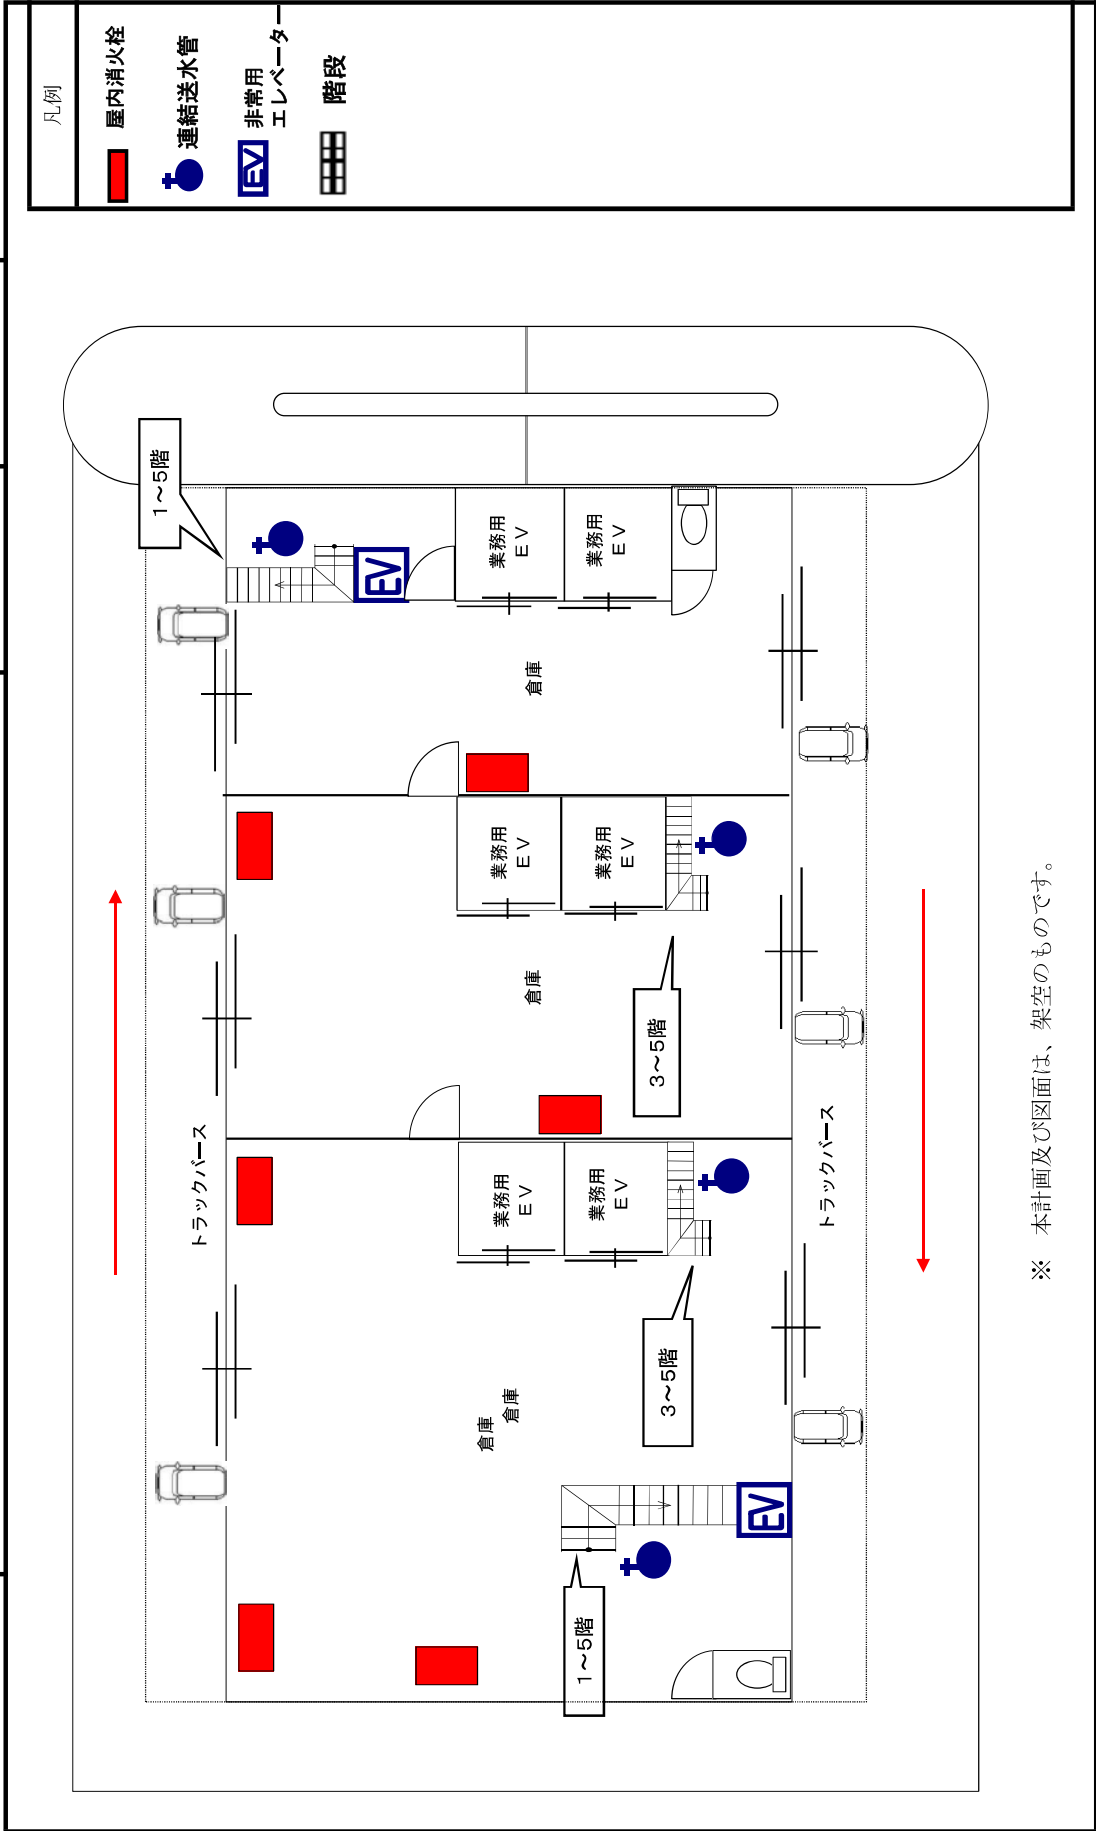 凡例
屋内消火栓
連結送水管
EV
非常用
エレベーター
階段
1～5階
EV
業務用
EV
業務用
EV
倉庫
業務用
EV
業務用
EV
倉庫
3～5階
トラックバース
業務用
EV
業務用
EV
トラックバース
3～5階
倉庫
倉庫
EV
1～5階
※ 本計画及び図面は、架空のものです。